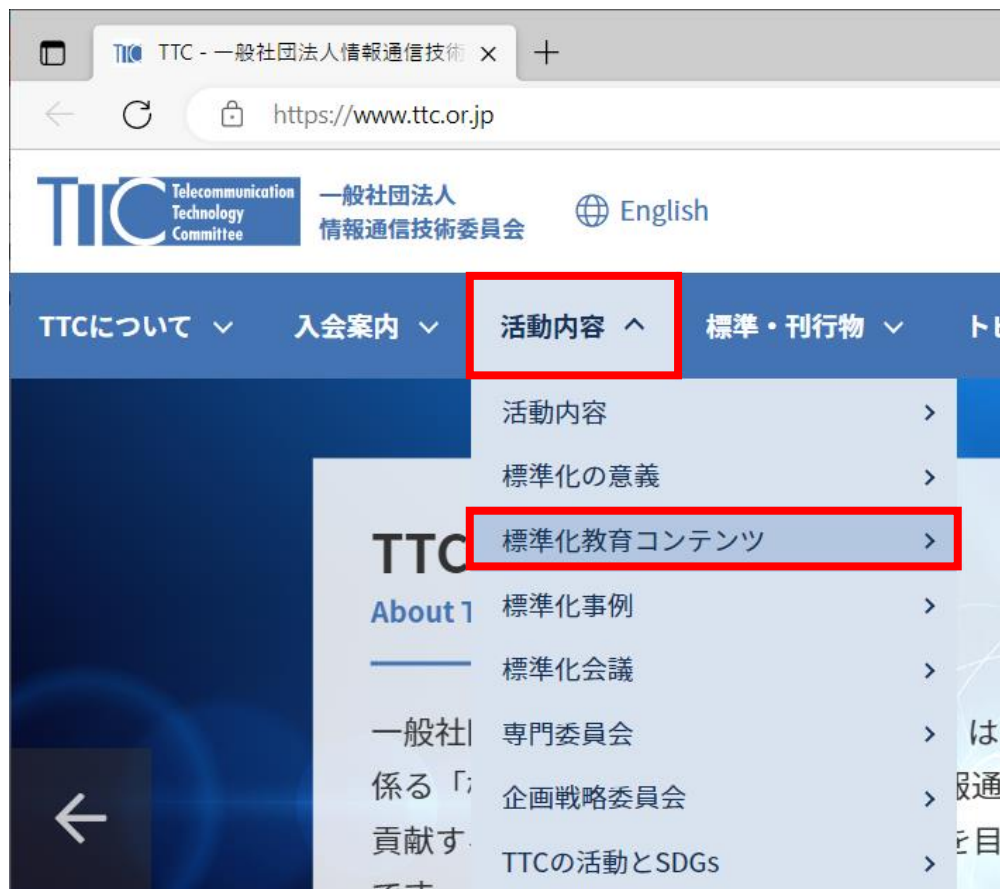 TTC - 一般社団法人情報通信技術
https://www.ttc.or.jp
TTC Telecommunication
Technology
Committee
一般社団法人
情報通信技術委員会
English
TTCについて
入会案内
活動内容
標準・刊行物
活動内容
標準化の意義
標準化教育コンテンツ
標準化事例
標準化会議
専門委員会
企画戦略委員会
TTCの活動とSDGs
TTC
About
一般社 は
係る「 報通
貢献す を目
です